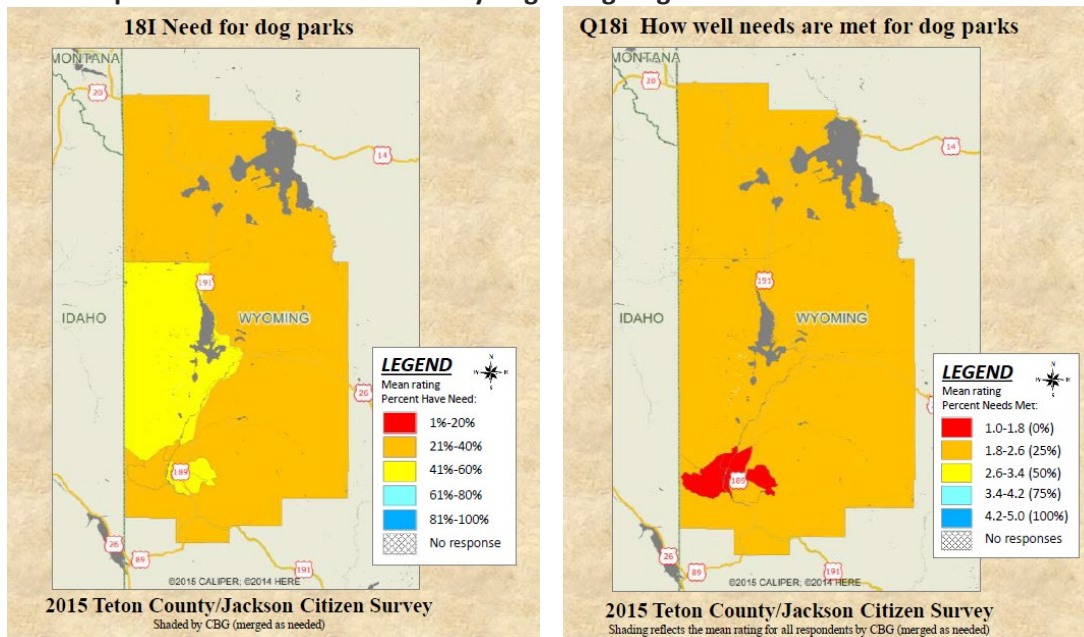 18I Need for dog parks
MONTANA
20
14
191
IDAHO
WYOMING
26
189
26
89
191
©2015 CALIPER; ©2014 HERE
LEGEND
N
Mean rating
Percent Have Need:
1%-20%
21%-40%
41%-60%
61%-80%
81%-100%
No response
2015 Teton County/Jackson Citizen Survey
Shaded by CBG (merged as needed)
Q18i How well needs are met for dog parks
MONTANA
20
14
191
IDAHO
WYOMING
189
26
89
191
©2015 CALIPER; ©2014 HERE
LEGEND
N
Mean rating
Percent Needs Met:
1.0-1.8 (0%)
1.8-2.6 (25%)
2.6-3.4 (50%)
3.4-4.2 (75%)
4.2-5.0 (100%)
No responses
2015 Teton County/Jackson Citizen Survey
Shading reflects the mean rating for all respondents by CBG (merged as needed)